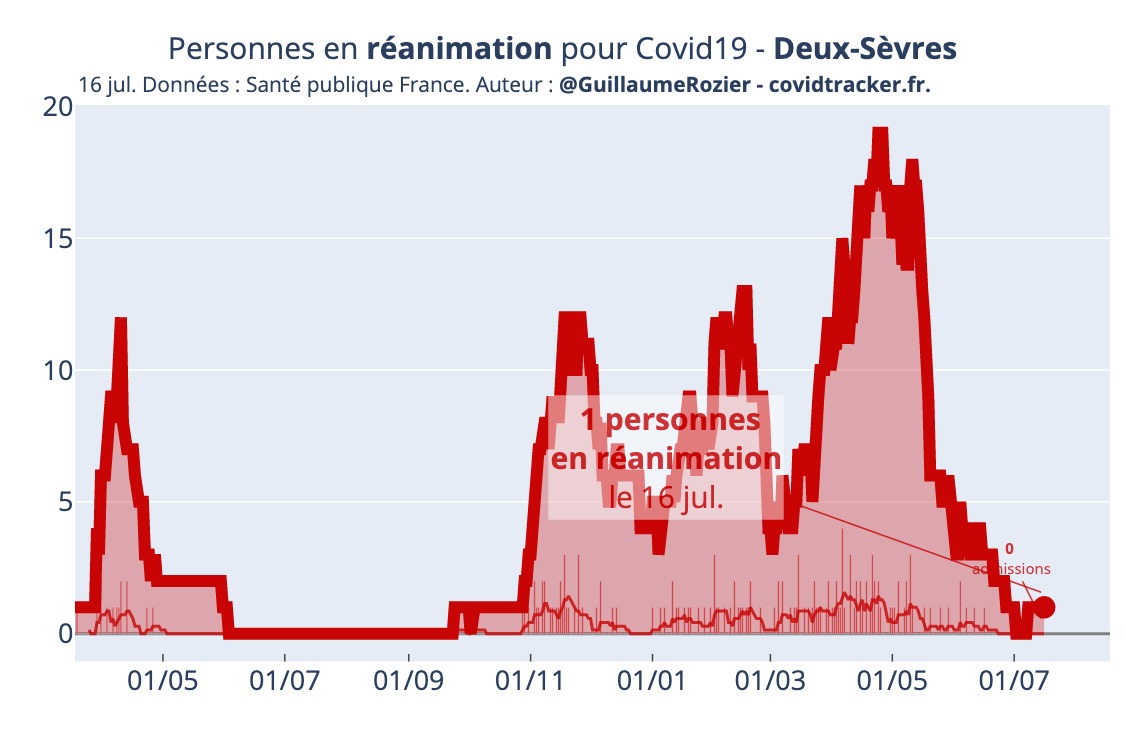 Personnes en réanimation pour Covid19 - Deux-Sèvres
16 jul. Données : Santé publique France. Auteur : @GuillaumeRozier - covidtracker.fr.
20
15
10
5
0
1 personnes
en réanimation
le 16 jul.
0
admissions
01/05
01/07
01/09
01/11
01/01
01/03
01/05
01/07